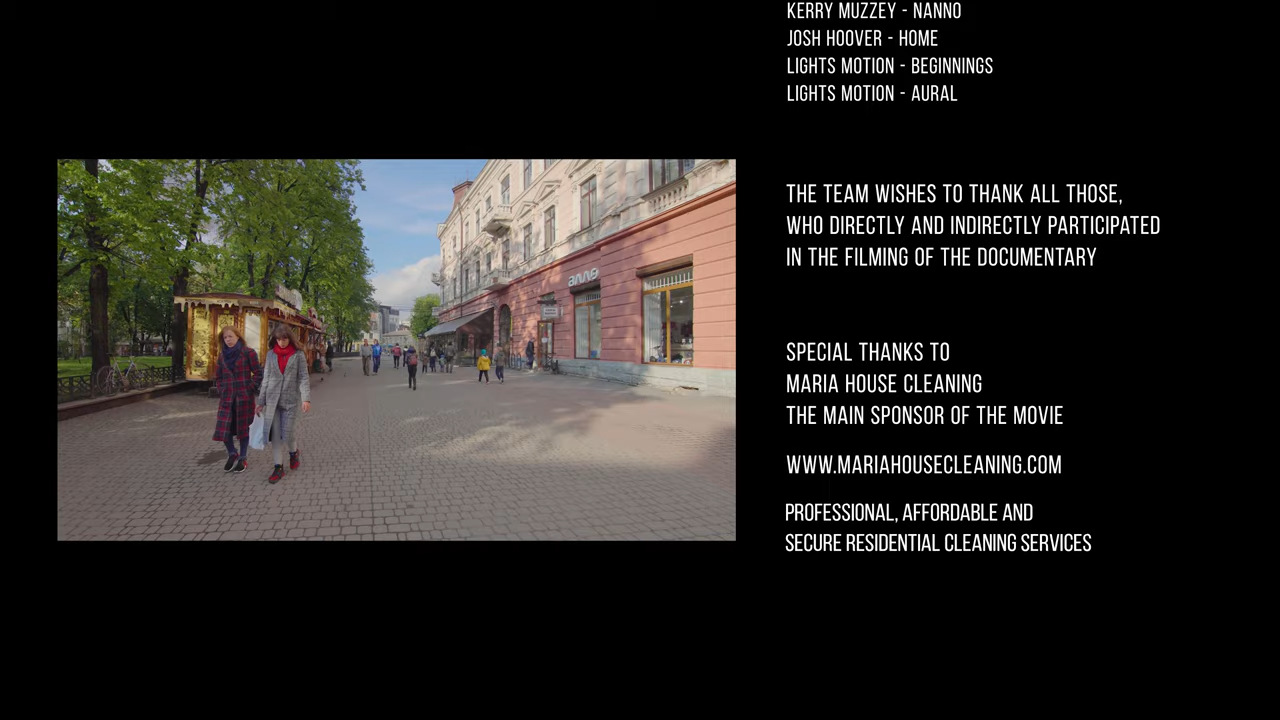 KERRY MUZZEY - NANNO
JOSH HOOVER - HOME
LIGHTS MOTION - BEGINNINGS
LIGHTS MOTION - AURAL
THE TEAM WISHES TO THANK ALL THOSE,
WHO DIRECTLY AND INDIRECTLY PARTICIPATED
IN THE FILMING OF THE DOCUMENTARY
SPECIAL THANKS TO
MARIA HOUSE CLEANING
THE MAIN SPONSOR OF THE MOVIE
WWW.MARIAHOUSECLEANING.COM
PROFESSIONAL, AFFORDABLE AND
SECURE RESIDENTIAL CLEANING SERVICES
алло